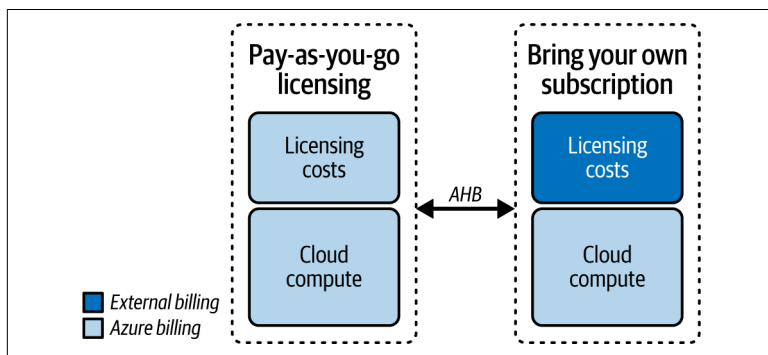 Pay-as-you-go
licensing
Licensing
costs
Cloud
compute
AHB
Bring your own
subscription
Licensing
costs
Cloud
compute
External billing
Azure billing